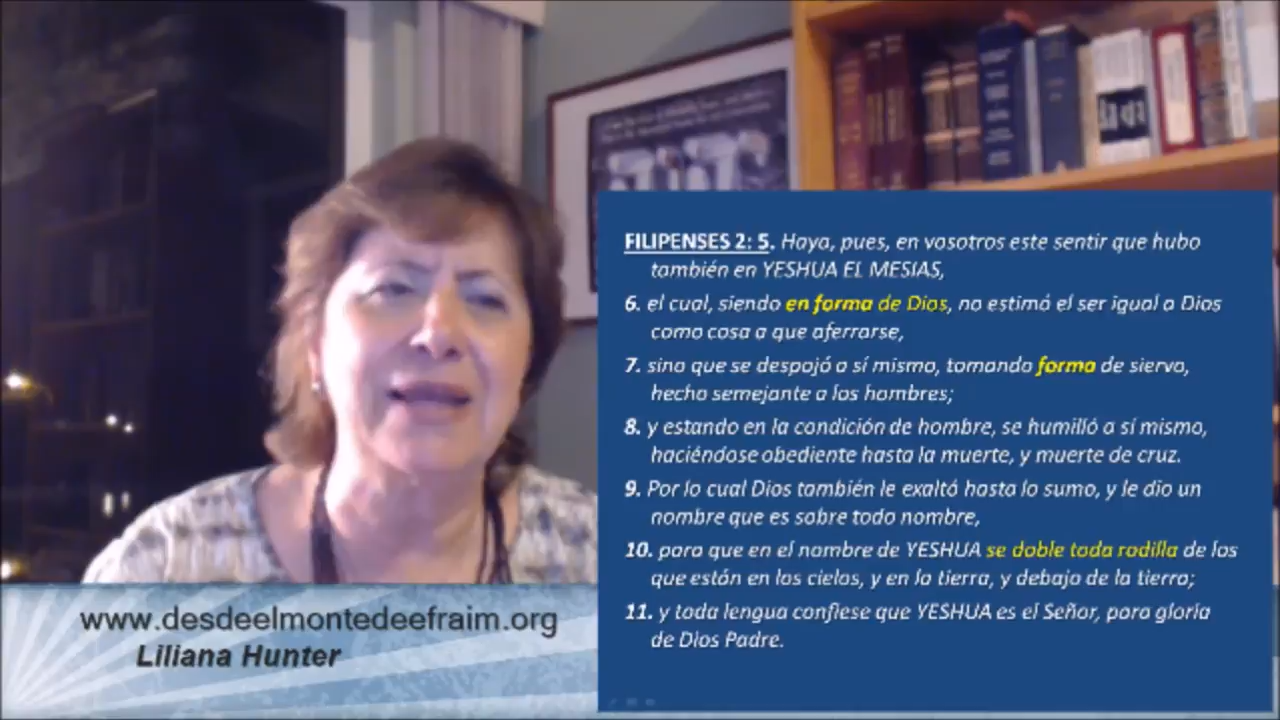 FILIPENSES 2: 5. Haya, pues, en vosotros este sentir que hubo
también en YESHUA EL MESIAS,
6. el cual, siendo en forma de Dios, no estimó el ser igual a Dios
como cosa a que aferrarse,
7. sino que se despojó a sí mismo, tomando forma de siervo,
hecho semejante a los hombres;
8. y estando en la condición de hombre, se humilló a sí mismo,
haciéndose obediente hasta la muerte, y muerte de cruz.
9. Por lo cual Dios también le exaltó hasta lo sumo, y le dio un
nombre que es sobre todo nombre,
10. para que en el nombre de YESHUA se doble toda rodilla de los
que están en los cielos, y en la tierra, y debajo de la tierra;
11. y toda lengua confiese que YESHUA es el Señor, para gloria
de Dios Padre.
www.desdeelmontedeefraim.org
Liliana Hunter